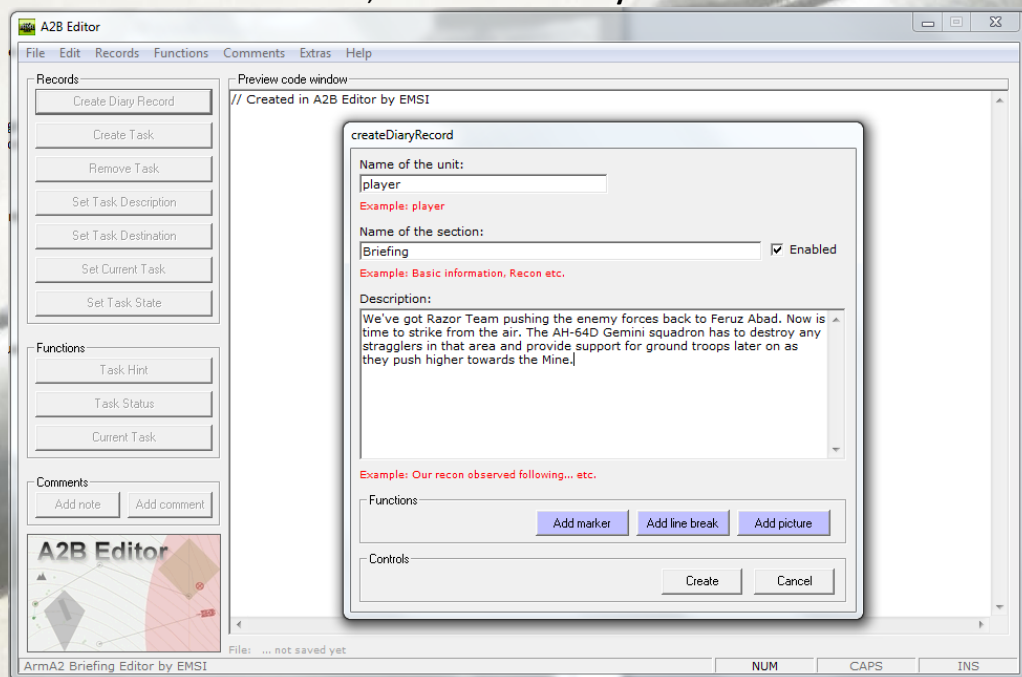 A2B Editor
File Edit Records Functions Comments Extras Help
Records
Create Diary Record
Create Task
Remove Task
Set Task Description
Set Task Destination
Set Current Task
Set Task State
Functions
Task Hint
Task Status
Current Task
Comments
Add note Add comment
A2B Editor
ArmA2 Briefing Editor by EMSI
Preview code window
// Created in A2B Editor by EMSI
createDiaryRecord
Name of the unit:
player
Example: player
Name of the section:
Briefing
Enabled
Example: Basic information, Recon etc.
Description:
We've got Razor Team pushing the enemy forces back to Feruz Abad. Now is
time to strike from the air. The AH-64D Gemini squadron has to destroy any
stragglers in that area and provide support for ground troops later on as
they push higher towards the Mine.
Example: Our recon observed following... etc.
Functions
Add marker Add line break Add picture
Controls
Create Cancel
File: ... not saved yet
NUM CAPS INS